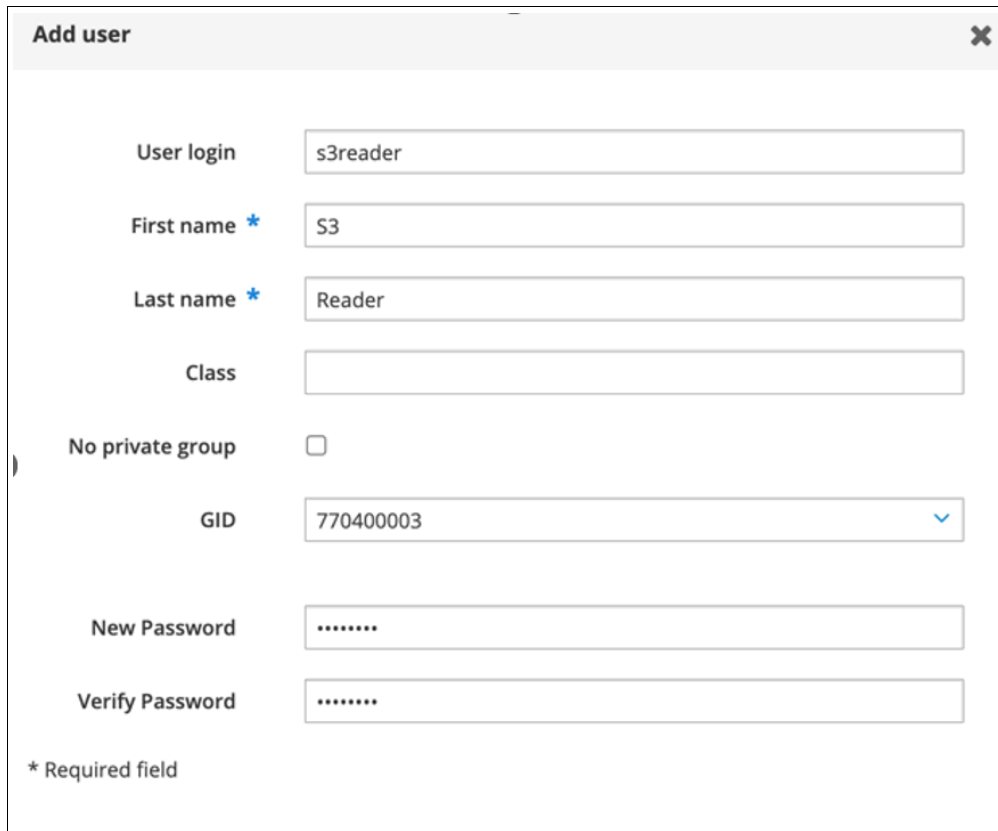 Add user
User login s3reader
First name * S3
Last name * Reader
Class
No private group
GID 770400003
New Password ••••••••
Verify Password ••••••••
* Required field